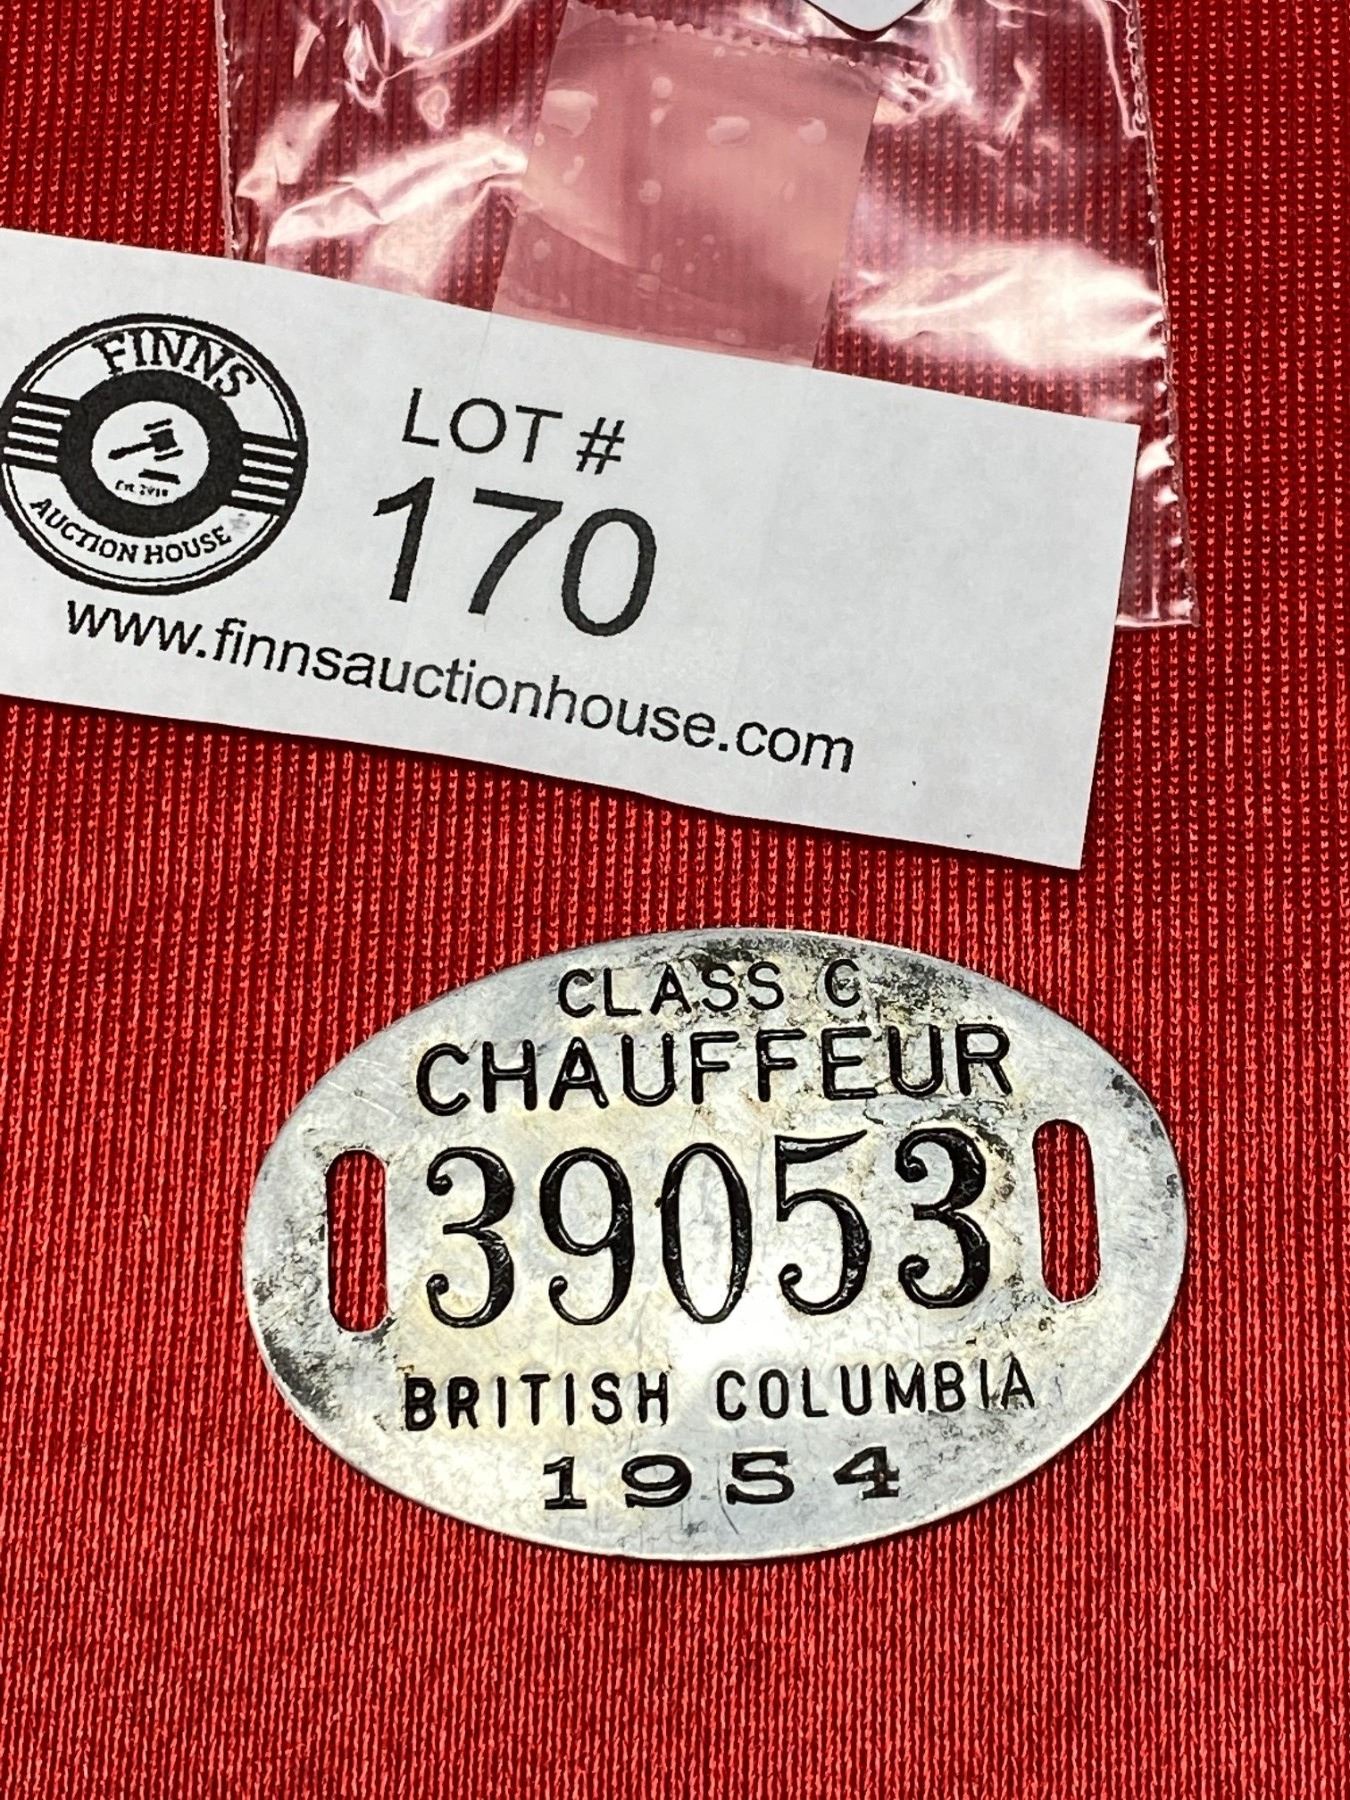 FINNS
EST. 2018
AUCTION HOUSE
LOT #
170
www.finnsauctionhouse.com
CLASS C
CHAUFFEUR
39053
BRITISH COLUMBIA
1954